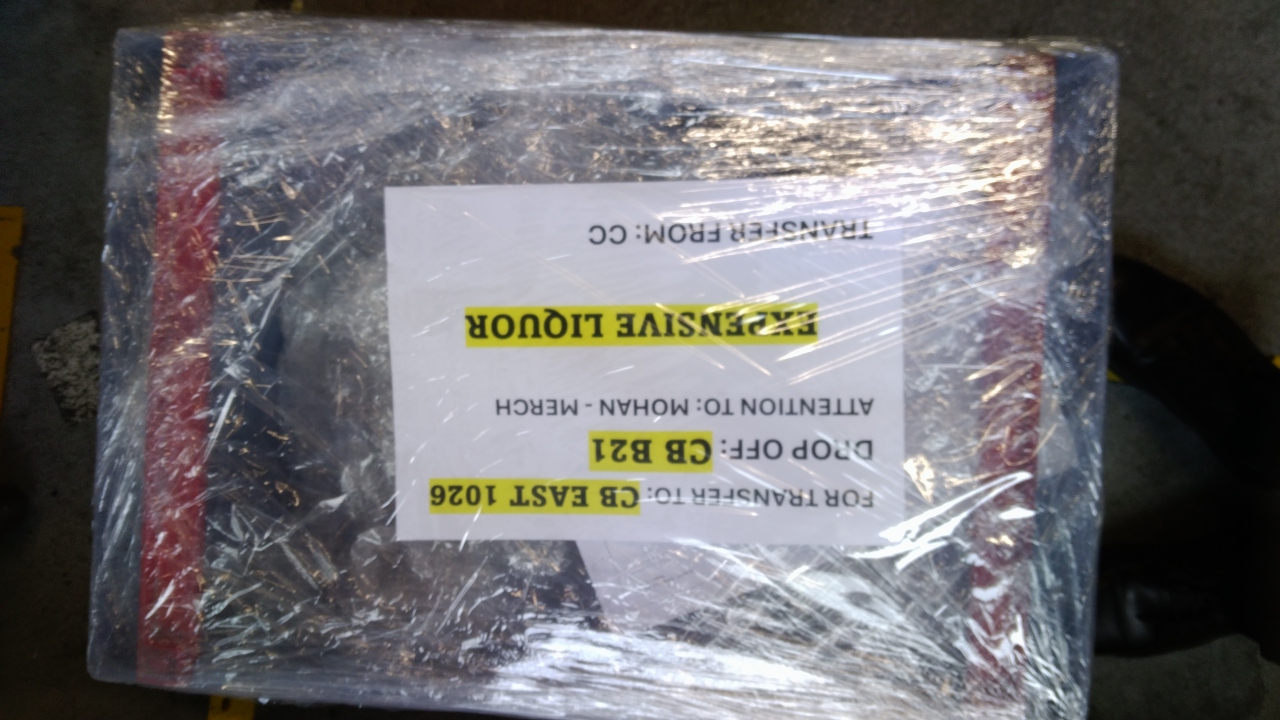 FOR TRANSFER TO: CB EAST 1026
DROP OFF: CB B21
ATTENTION TO: MOHAN - MERCH
EXPENSIVE LIQUOR
TRANSFER FROM: CC